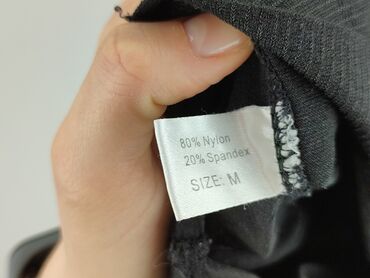 80% Nylon
20% Spandex
SIZE: M